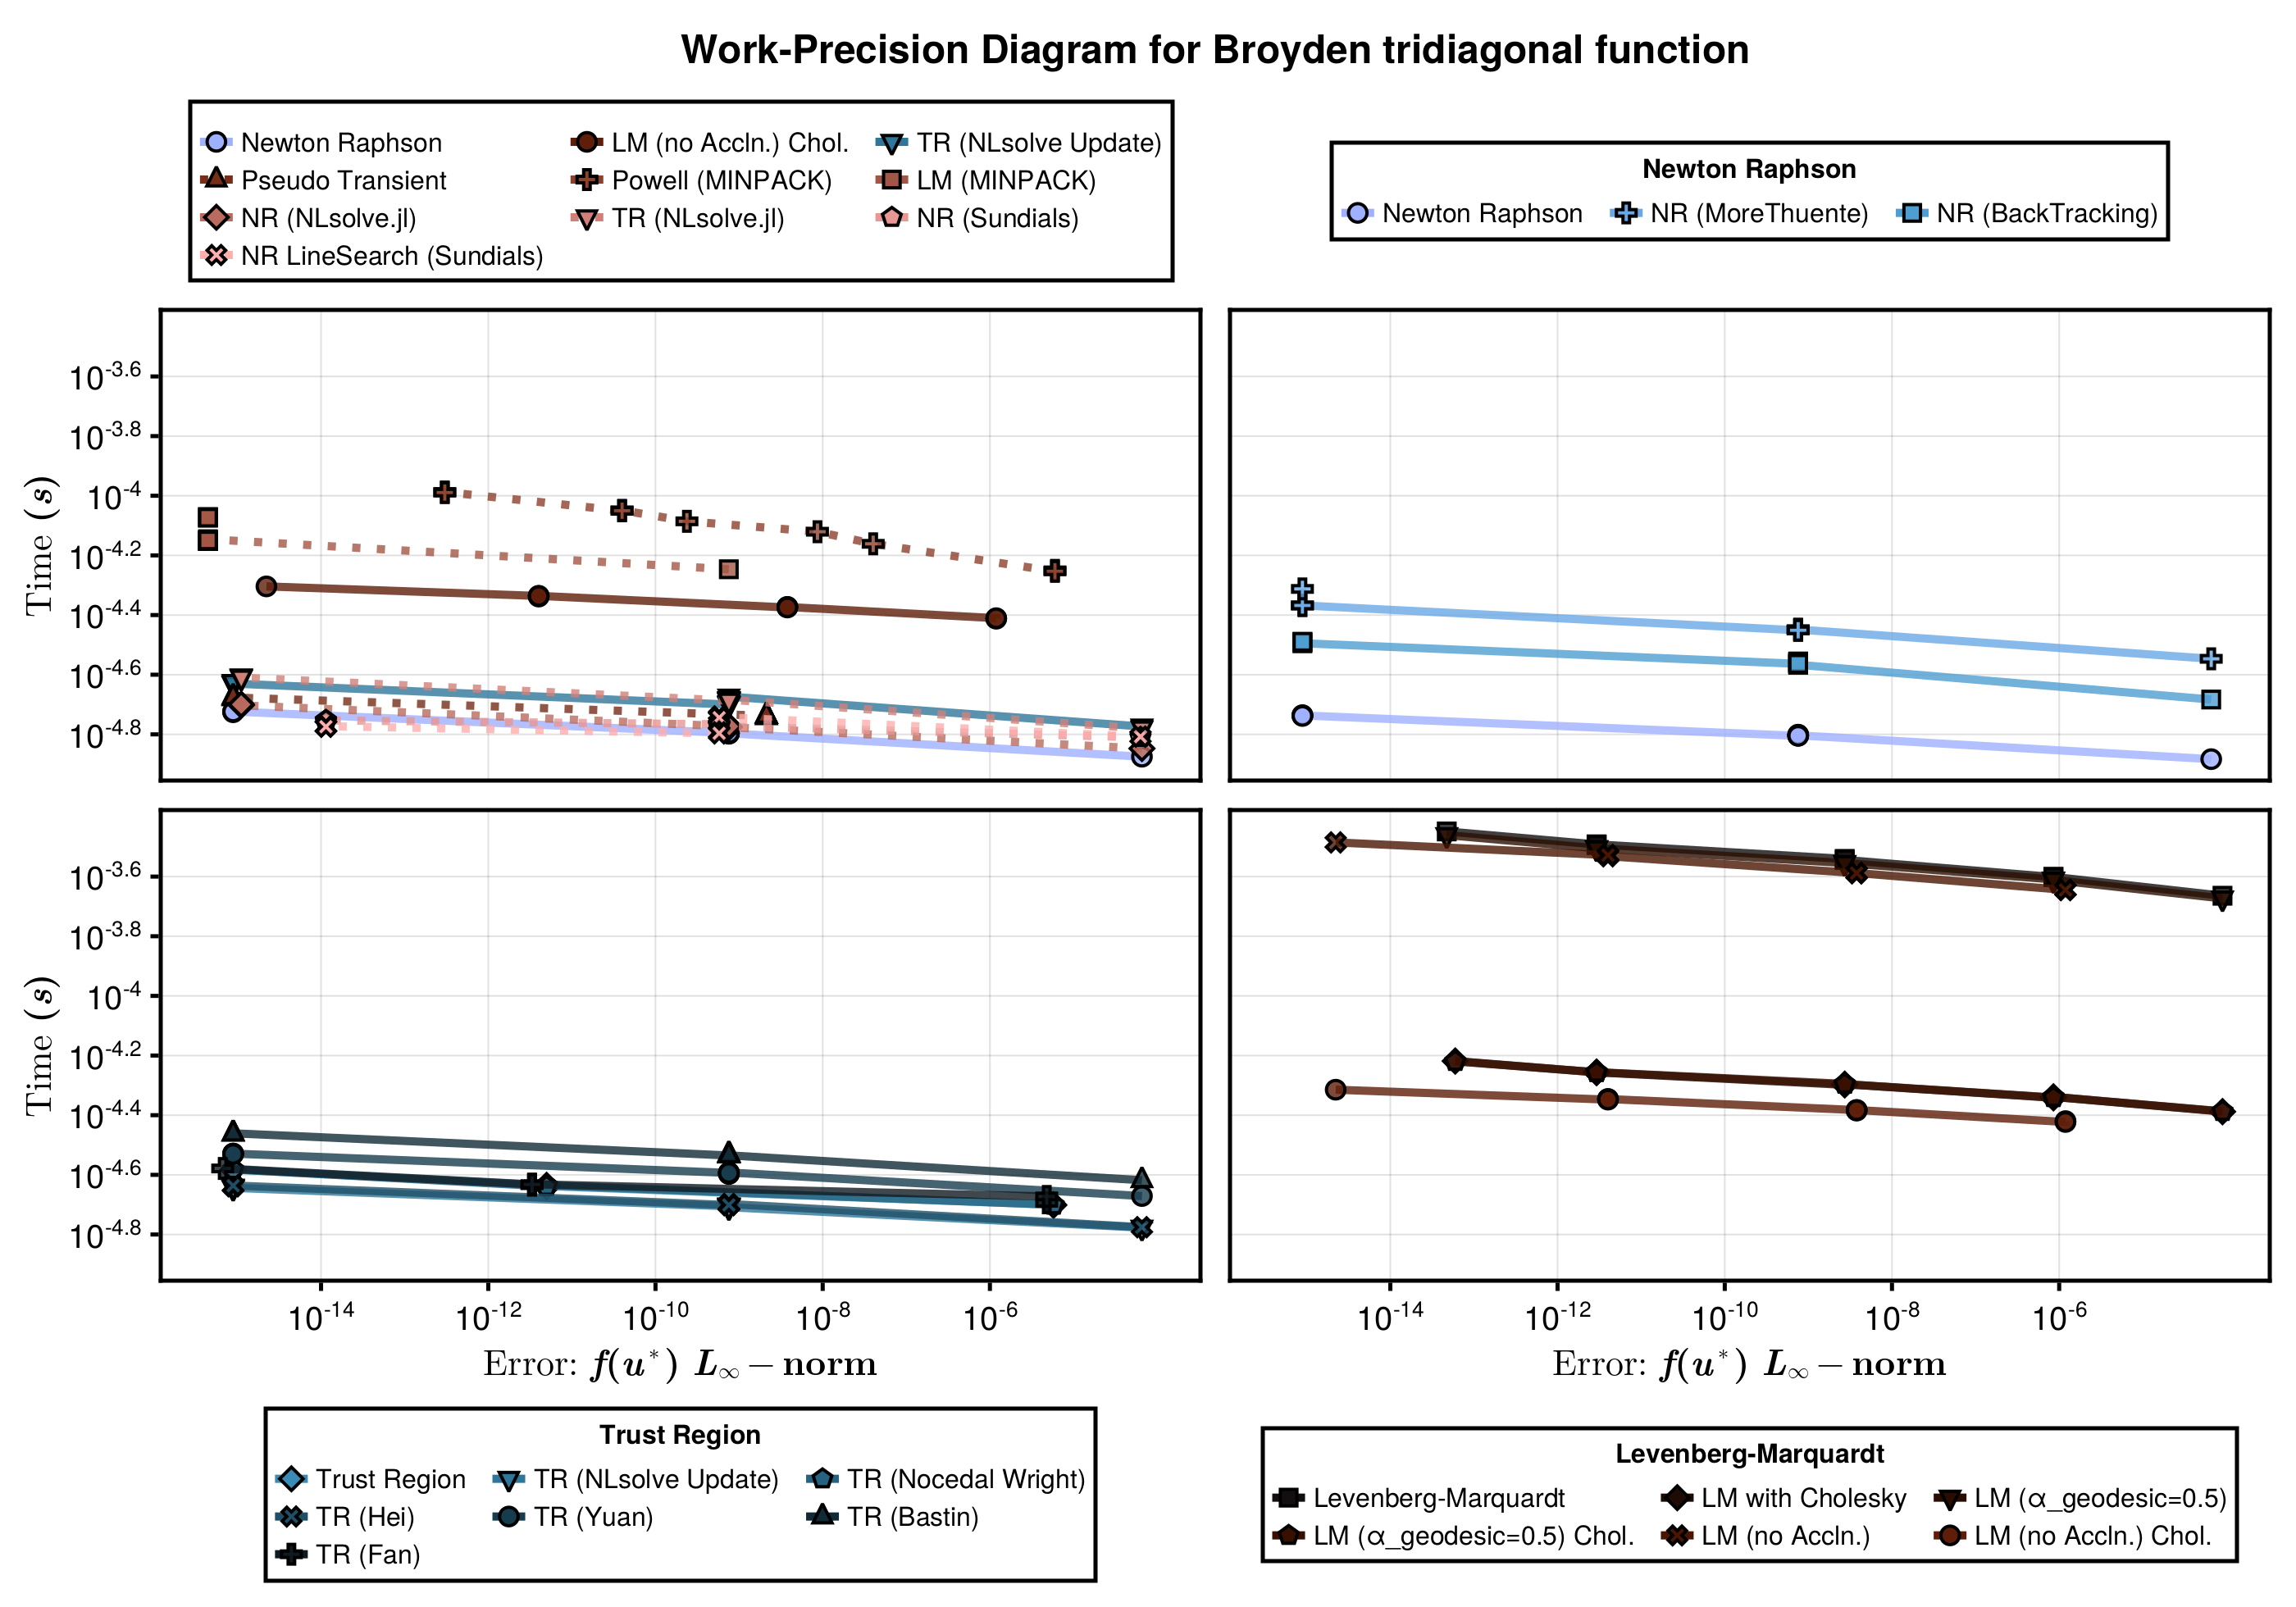 Work-Precision Diagram for Broyden tridiagonal function
Newton Raphson LM (no Accln.) Chol. TR (NLsolve Update)
Pseudo Transient Powell (MINPACK) LM (MINPACK)
NR (NLsolve.jl) TR (NLsolve.jl) NR (Sundials)
NR LineSearch (Sundials)
Newton Raphson
Newton Raphson NR (MoreThuente) NR (BackTracking)
Time (s)
10^-3.6
10^-3.8
10^-4
10^-4.2
10^-4.4
10^-4.6
10^-4.8
Time (s)
10^-3.6
10^-3.8
10^-4
10^-4.2
10^-4.4
10^-4.6
10^-4.8
10^-14 10^-12 10^-10 10^-8 10^-6
10^-14 10^-12 10^-10 10^-8 10^-6
Error: f(u*) L∞ − norm
Error: f(u*) L∞ − norm
Trust Region
Trust Region TR (NLsolve Update) TR (Nocedal Wright)
TR (Hei) TR (Yuan) TR (Bastin)
TR (Fan)
Levenberg-Marquardt
Levenberg-Marquardt LM with Cholesky LM (α_geodesic=0.5)
LM (α_geodesic=0.5) Chol. LM (no Accln.) LM (no Accln.) Chol.